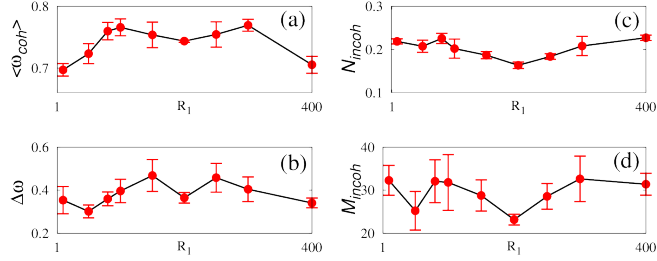 (a)
0.8
<ω_coh>
0.7
1
R_1
400
(c)
0.3
N_incoh
0.2
0.1
1
R_1
400
(b)
0.6
Δω
0.4
0.2
1
R_1
400
(d)
40
M_incoh
30
20
1
R_1
400